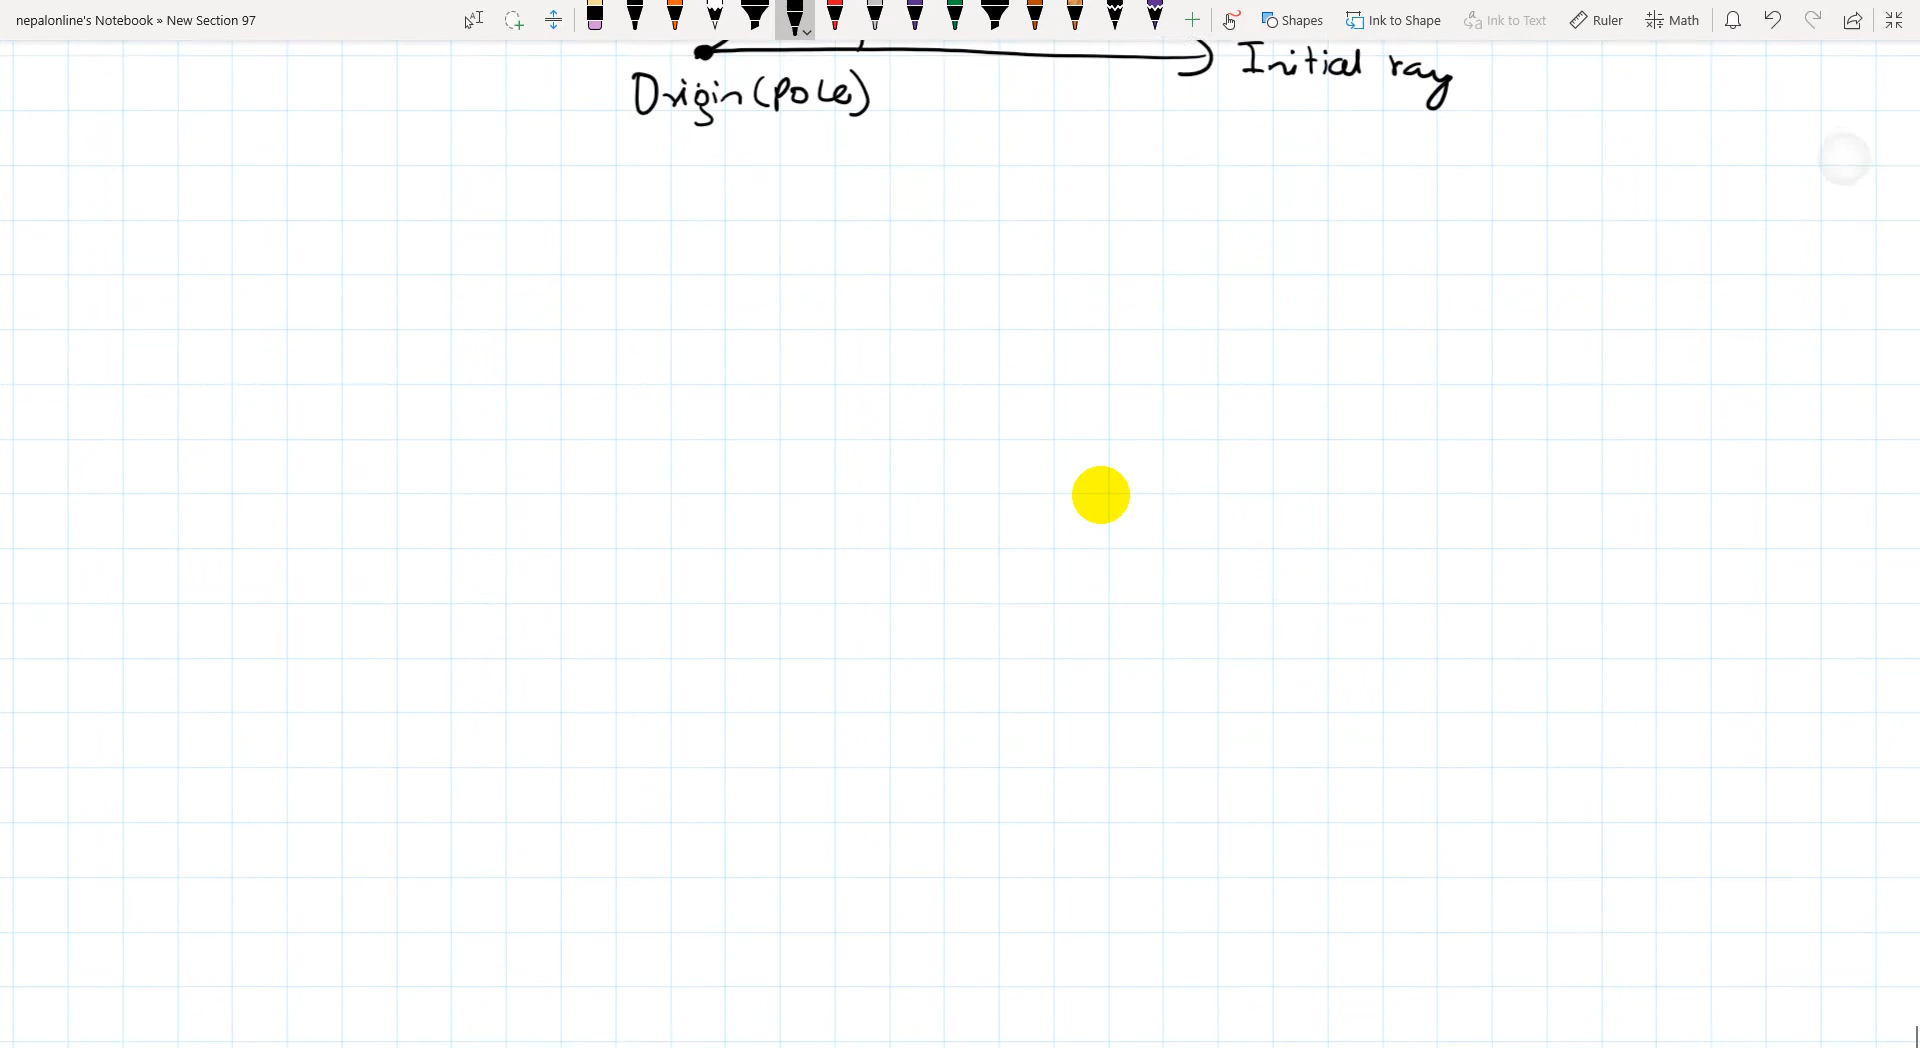 nepalonline's Notebook » New Section 97
Shapes
Ink to Shape
Ink to Text
Ruler
Math
Initial ray
Origin (Pole)